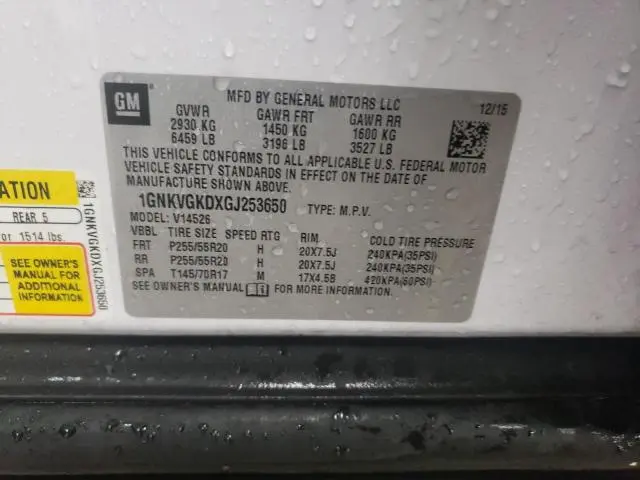 GM
MFD BY GENERAL MOTORS LLC
12/15
GVWR GAWR FRT GAWR RR
2930 KG 1450 KG 1600 KG
6459 LB 3196 LB 3527 LB
THIS VEHICLE CONFORMS TO ALL APPLICABLE U.S. FEDERAL MOTOR
VEHICLE SAFETY STANDARDS IN EFFECT ON THE DATE OF
MANUFACTURE SHOWN ABOVE.
1GNKVGKDXGJ253650 TYPE: M.P.V.
MODEL: V14526
VBBL TIRE SIZE SPEED RTG RIM COLD TIRE PRESSURE
FRT P255/55R20 H 20X7.5J 240KPA(35PSI)
RR P255/55R20 H 20X7.5J 240KPA(35PSI)
SPA T145/70R17 M 17X4.5B 420KPA(60PSI)
SEE OWNER'S MANUAL FOR MORE INFORMATION
ATION
REAR 5
or 1514 lbs.
SEE OWNER'S
MANUAL FOR
ADDITIONAL
INFORMATION
1GNKVGKDXGJ253650